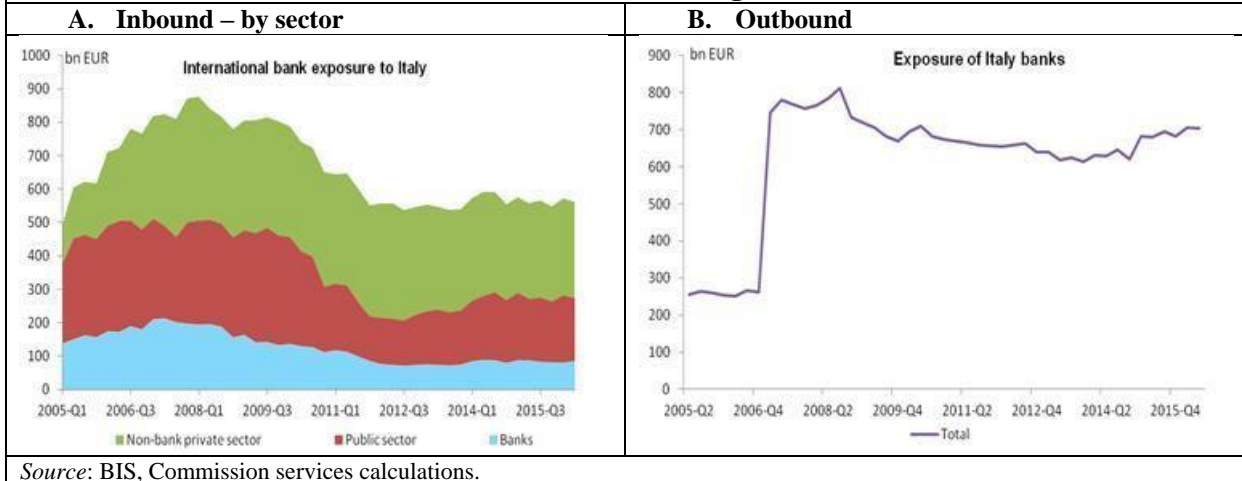 A. Inbound – by sector
B. Outbound
bn EUR
International bank exposure to Italy
1000
900
800
700
600
500
400
300
200
100
0
2005-Q1 2006-Q3 2008-Q1 2009-Q3 2011-Q1 2012-Q3 2014-Q1 2015-Q3
Non-bank private sector Public sector Banks
bn EUR
Exposure of Italy banks
900
800
700
600
500
400
300
200
100
0
2005-Q2 2006-Q4 2008-Q2 2009-Q4 2011-Q2 2012-Q4 2014-Q2 2015-Q4
Total
Source: BIS, Commission services calculations.